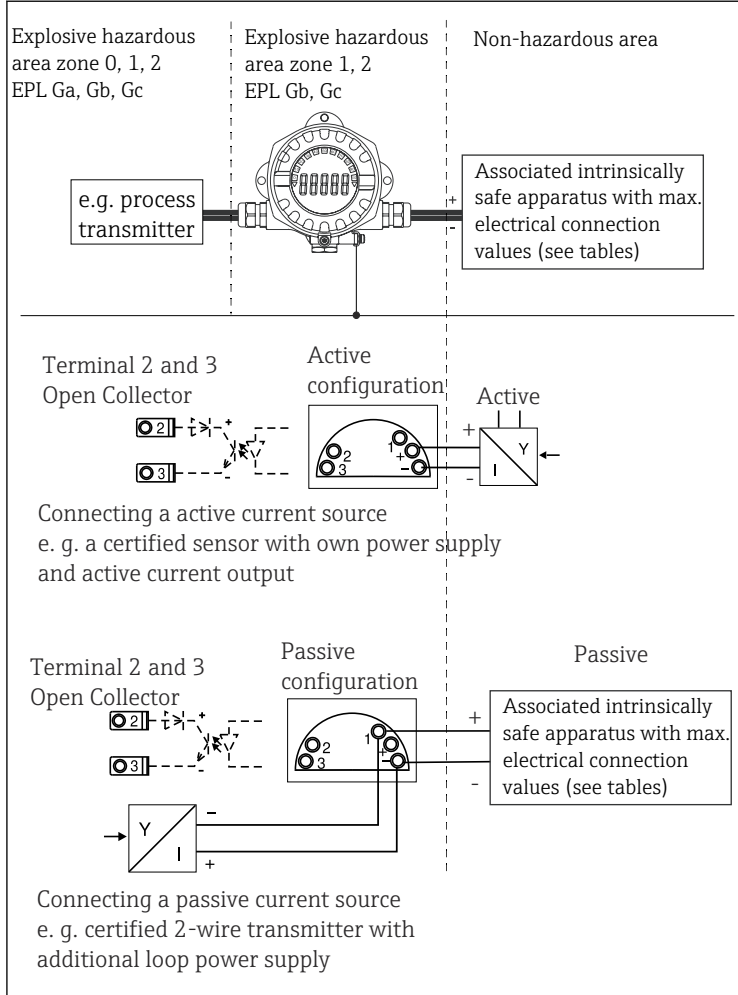 Explosive hazardous
area zone 0, 1, 2
EPL Ga, Gb, Gc
Explosive hazardous
area zone 1, 2
EPL Gb, Gc
Non-hazardous area
e.g. process
transmitter
+
-
Associated intrinsically
safe apparatus with max.
electrical connection
values (see tables)
Terminal 2 and 3
Open Collector
2
3
+
-
Active
configuration
2
3
1
+
-
Active
+
-
Y
I
Connecting a active current source
e. g. a certified sensor with own power supply
and active current output
Terminal 2 and 3
Open Collector
2
3
+
-
Passive
configuration
2
3
1
+
-
Passive
+
-
Associated intrinsically
safe apparatus with max.
electrical connection
values (see tables)
Y
I
-
+
Connecting a passive current source
e. g. certified 2-wire transmitter with
additional loop power supply